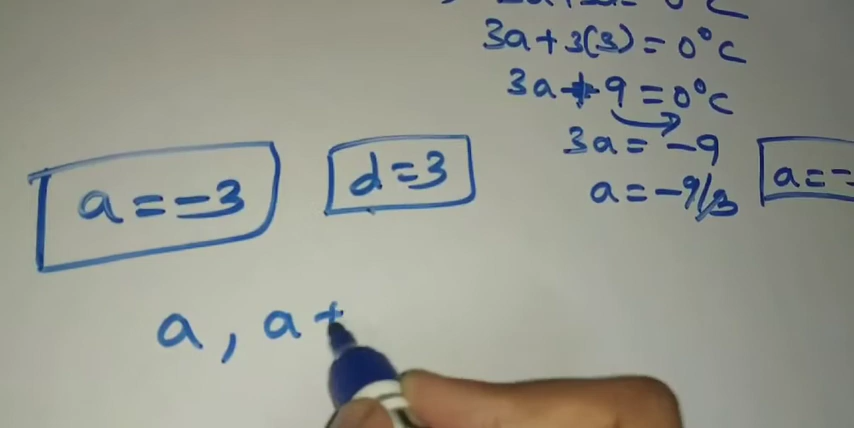 3a+3(3)=0°C
3a+9=0°C
3a=-9
a=-9/3
a=-
a=-3
d=3
a, a+